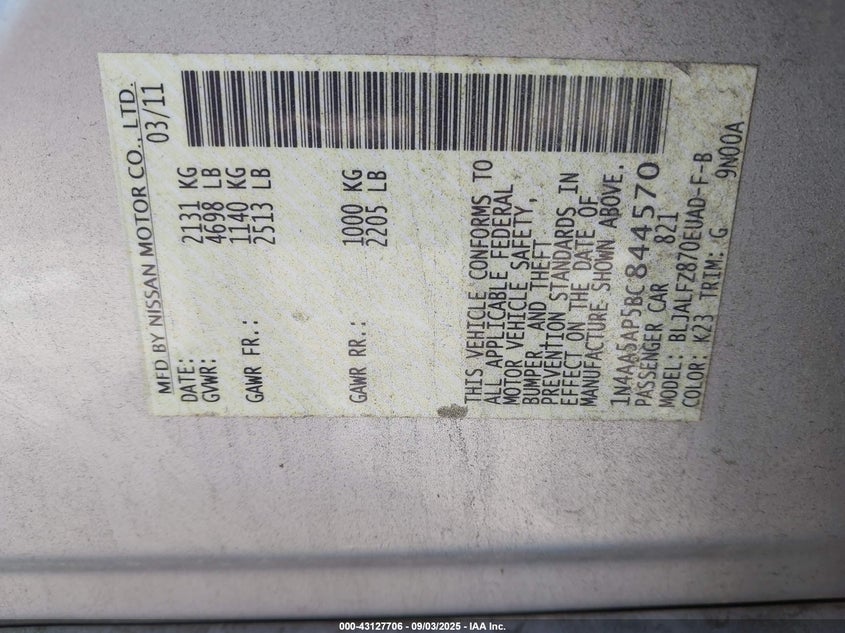 MFD BY NISSAN MOTOR CO., LTD.
DATE: 03/11
GVWR: 2131 KG
4698 LB
GAWR FR.: 1140 KG
2513 LB
GAWR RR.: 1000 KG
2205 LB
THIS VEHICLE CONFORMS TO
ALL APPLICABLE FEDERAL
MOTOR VEHICLE SAFETY,
BUMPER, AND THEFT
PREVENTION STANDARDS IN
EFFECT ON THE DATE OF
MANUFACTURE SHOWN ABOVE.
1N4AA5AP5BC844570
PASSENGER CAR 821
MODEL: BLJALFZ870EUAD-F-B
COLOR: K23 TRIM: G 9N00A
000-43127706 - 09/03/2025 - IAA Inc.